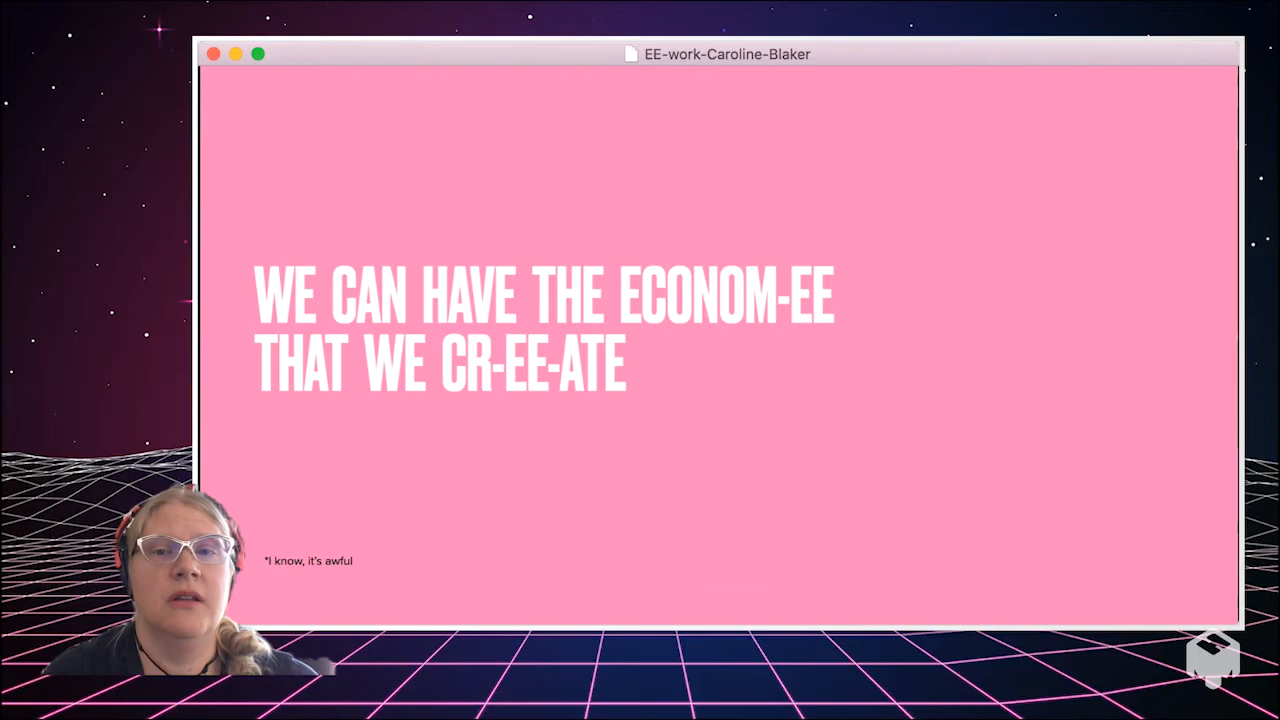 EE-work-Caroline-Blaker
WE CAN HAVE THE ECONOM-EE
THAT WE CR-EE-ATE
*I know, it's awful